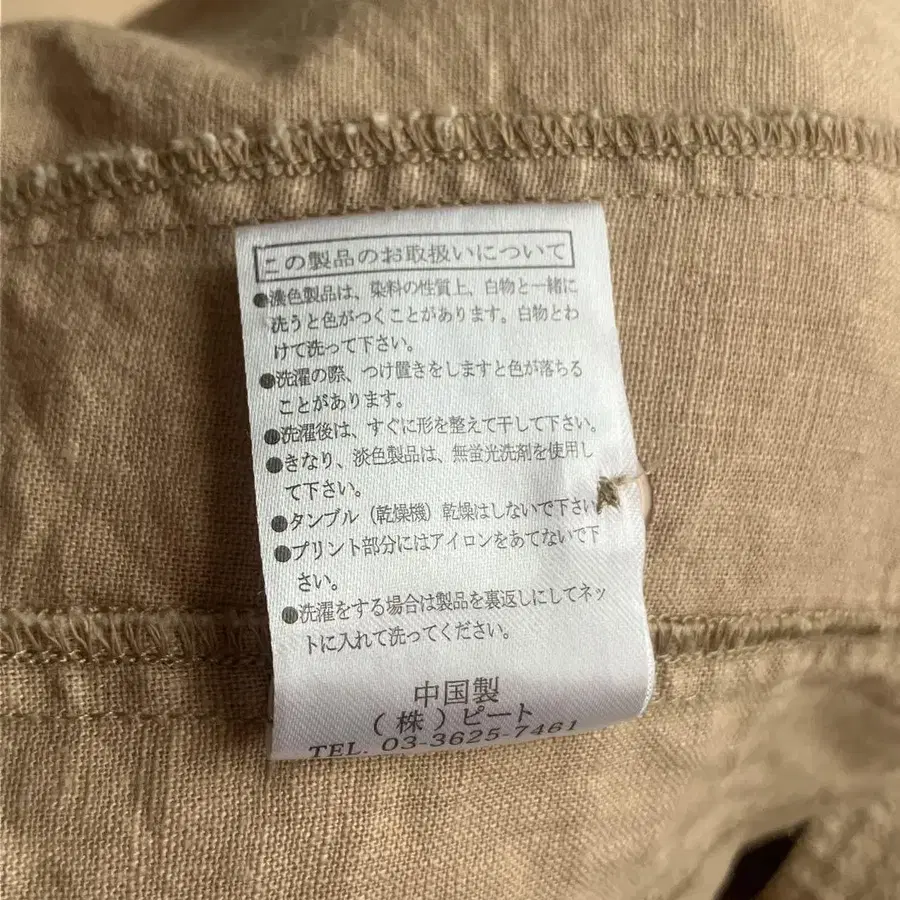 この製品のお取扱いについて
●濃色製品は、染料の性質上、白物と一緒に
洗うと色がつくことがあります。白物とわ
けて洗って下さい。
●洗濯の際、つけ置きをしますと色が落ちる
ことがあります。
●洗濯後は、すぐに形を整えて干して下さい。
●きなり、淡色製品は、無蛍光洗剤を使用し
て下さい。
●タンブル（乾燥機）乾燥はしないで下さい
●プリント部分にはアイロンをあてないで下
さい。
●洗濯をする場合は製品を裏返しにしてネッ
トに入れて洗ってください。
中国製
（株）ピート
TEL. 03-3625-7461